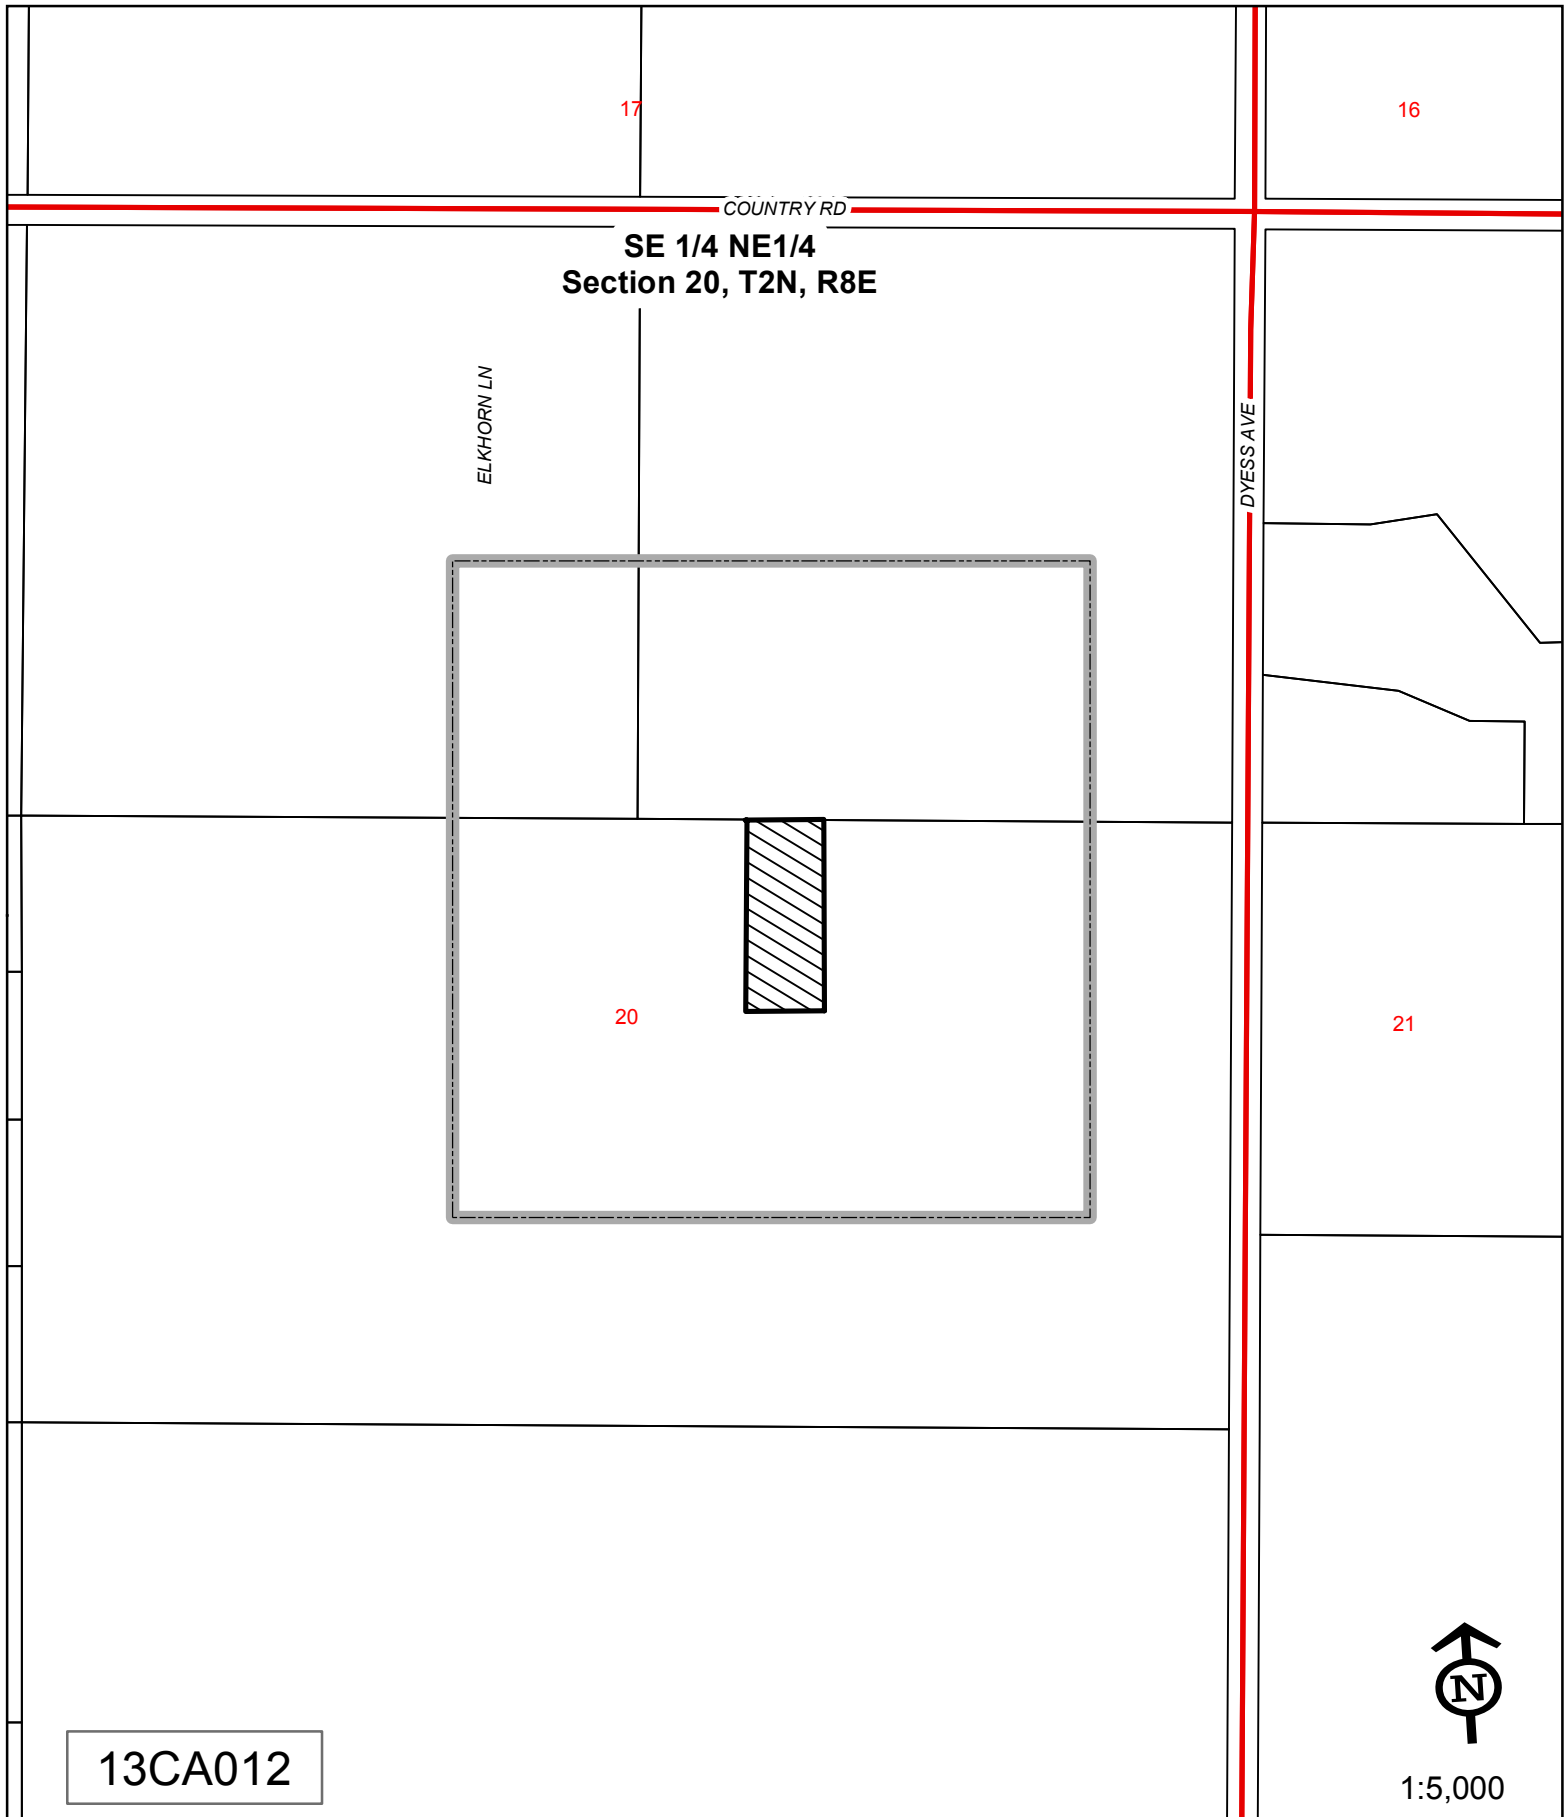 17
16
COUNTRY RD
SE 1/4 NE1/4
Section 20, T2N, R8E
ELKHORN LN
DYESS AVE
20
21
N
13CA012
1:5,000